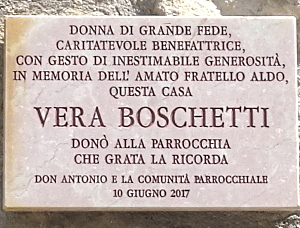 DONNA DI GRANDE FEDE,
CARITATEVOLE BENEFATTRICE,
CON GESTO DI INESTIMABILE GENEROSITÀ,
IN MEMORIA DELL' AMATO FRATELLO ALDO,
QUESTA CASA
VERA BOSCHETTI
DONÒ ALLA PARROCCHIA
CHE GRATA LA RICORDA
DON ANTONIO E LA COMUNITÀ PARROCCHIALE
10 GIUGNO 2017